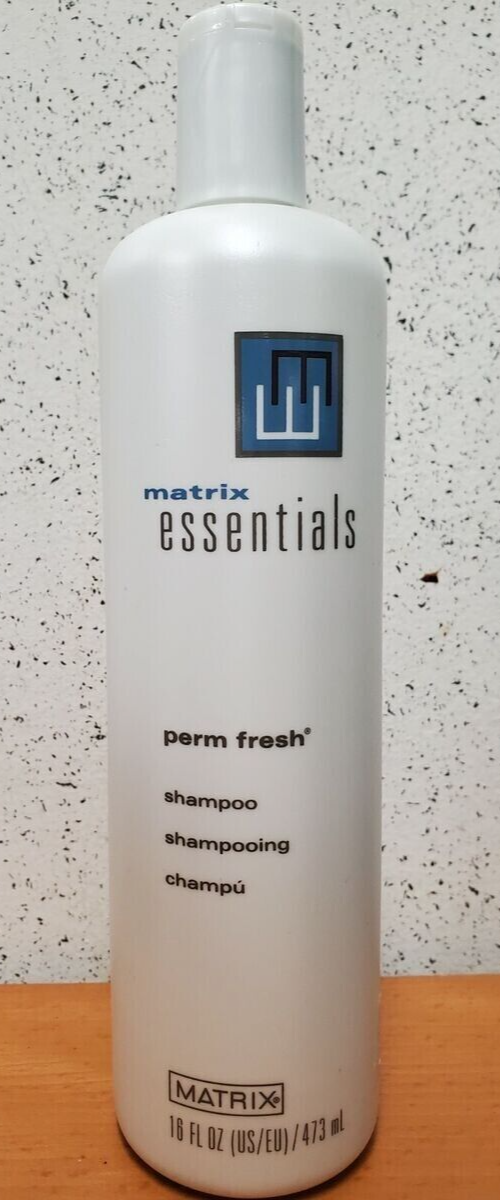 matrix
essentials
perm fresh®
shampoo
shampooing
champú
MATRIX®
16 FL OZ (US/EU) / 473 mL